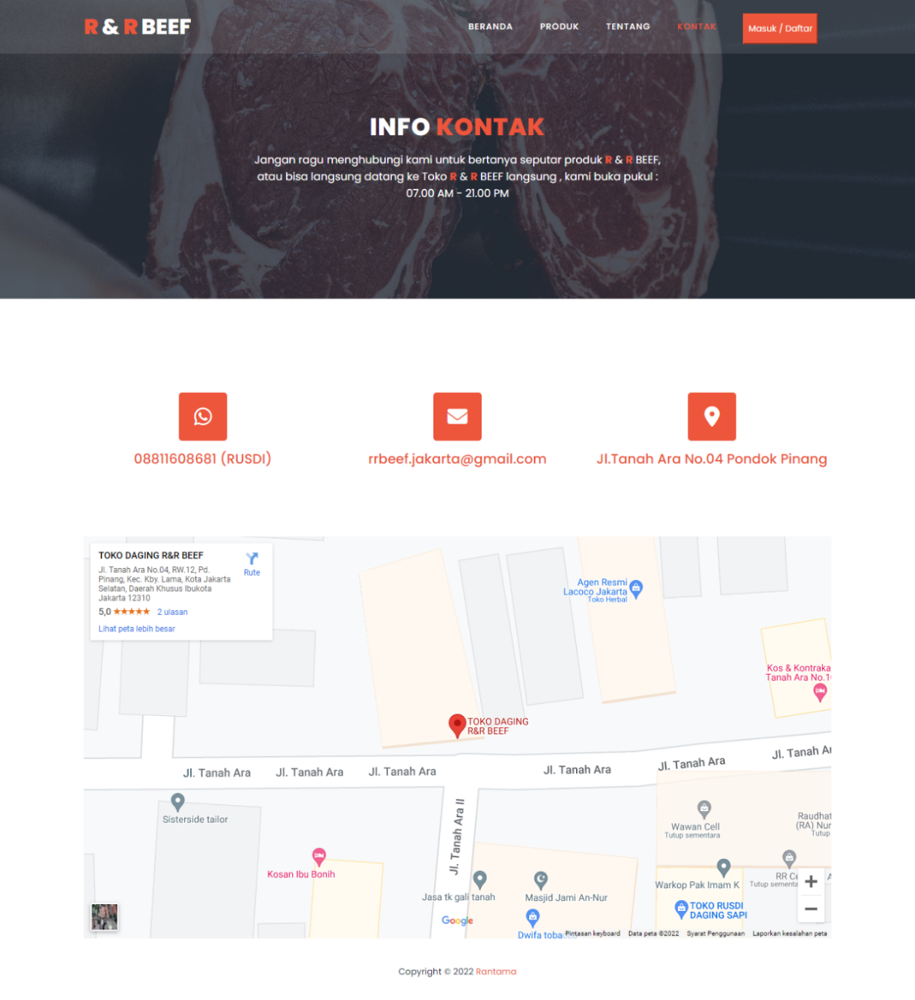 R & R BEEF
BERANDA
PRODUK
TENTANG
KONTAK
Masuk / Daftar
INFO KONTAK
Jangan ragu menghubungi kami untuk bertanya seputar produk R & R BEEF,
atau bisa langsung datang ke Toko R & R BEEF langsung , kami buka pukul :
07.00 AM - 21.00 PM
08811608681 (RUSDI)
rrbeef.jakarta@gmail.com
Jl.Tanah Ara No.04 Pondok Pinang
TOKO DAGING R&R BEEF
Rute
Jl. Tanah Ara No.04, RW.12, Pd.
Pinang, Kec. Kby. Lama, Kota Jakarta
Selatan, Daerah Khusus Ibukota
Jakarta 12310
5,0 ★★★★★ 2 ulasan
Lihat peta lebih besar
Agen Resmi
Lacoco Jakarta
Toko Herbal
Kos & Kontraka
Tanah Ara No.1
TOKO DAGING
R&R BEEF
Jl. Tanah Ara
Jl. Tanah Ara
Jl. Tanah Ara
Jl. Tanah Ara
Jl. Tanah Ara
Jl. Tanah Ar
Jl. Tanah Ara II
Sisterside tailor
Wawan Cell
Tutup sementara
Raudhat
(RA) Nur
Tutup
Kosan Ibu Bonih
Jasa tk gali tanah
Masjid Jami An-Nur
Warkop Pak Imam K
RR Ce
Tutup sementa
TOKO RUSDI
DAGING SAPI
Google
Dwifa toba
Pintasan keyboard
Data peta ©2022
Syarat Penggunaan
Laporkan kesalahan peta
Copyright © 2022 Rantama